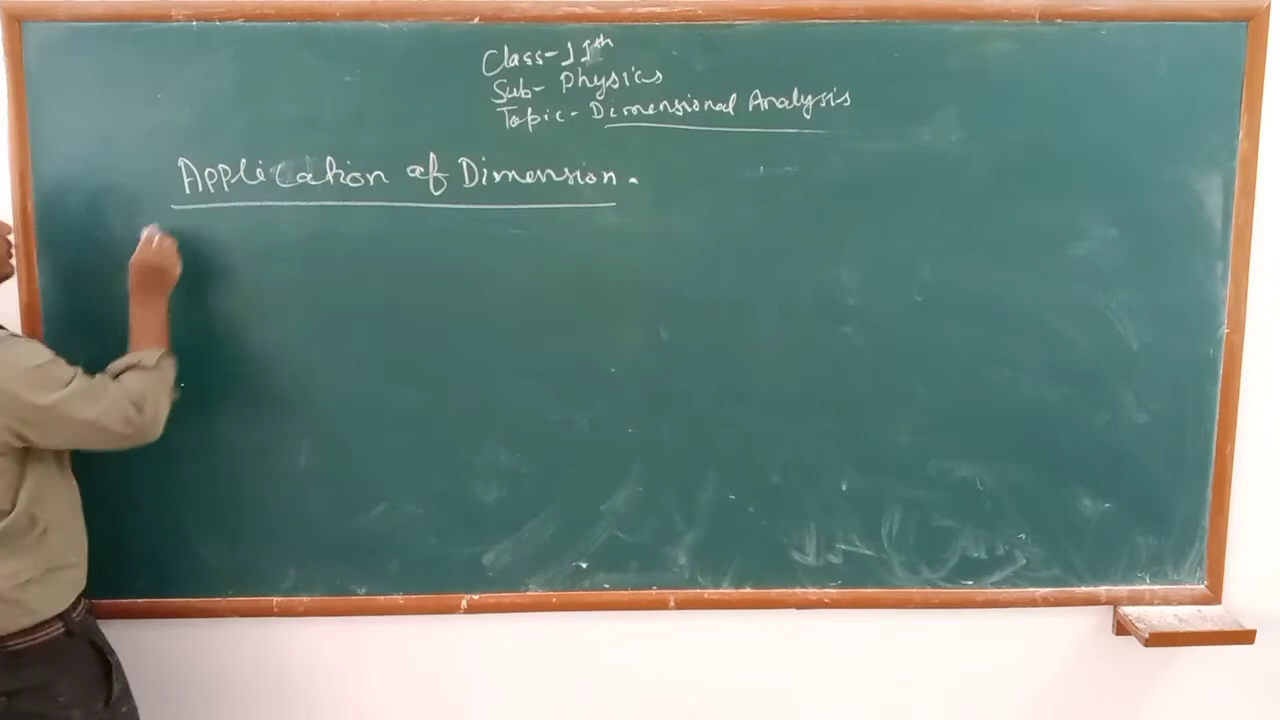 Class-11th
Sub- Physics
Topic- Dimensional Analysis
Application of Dimension.